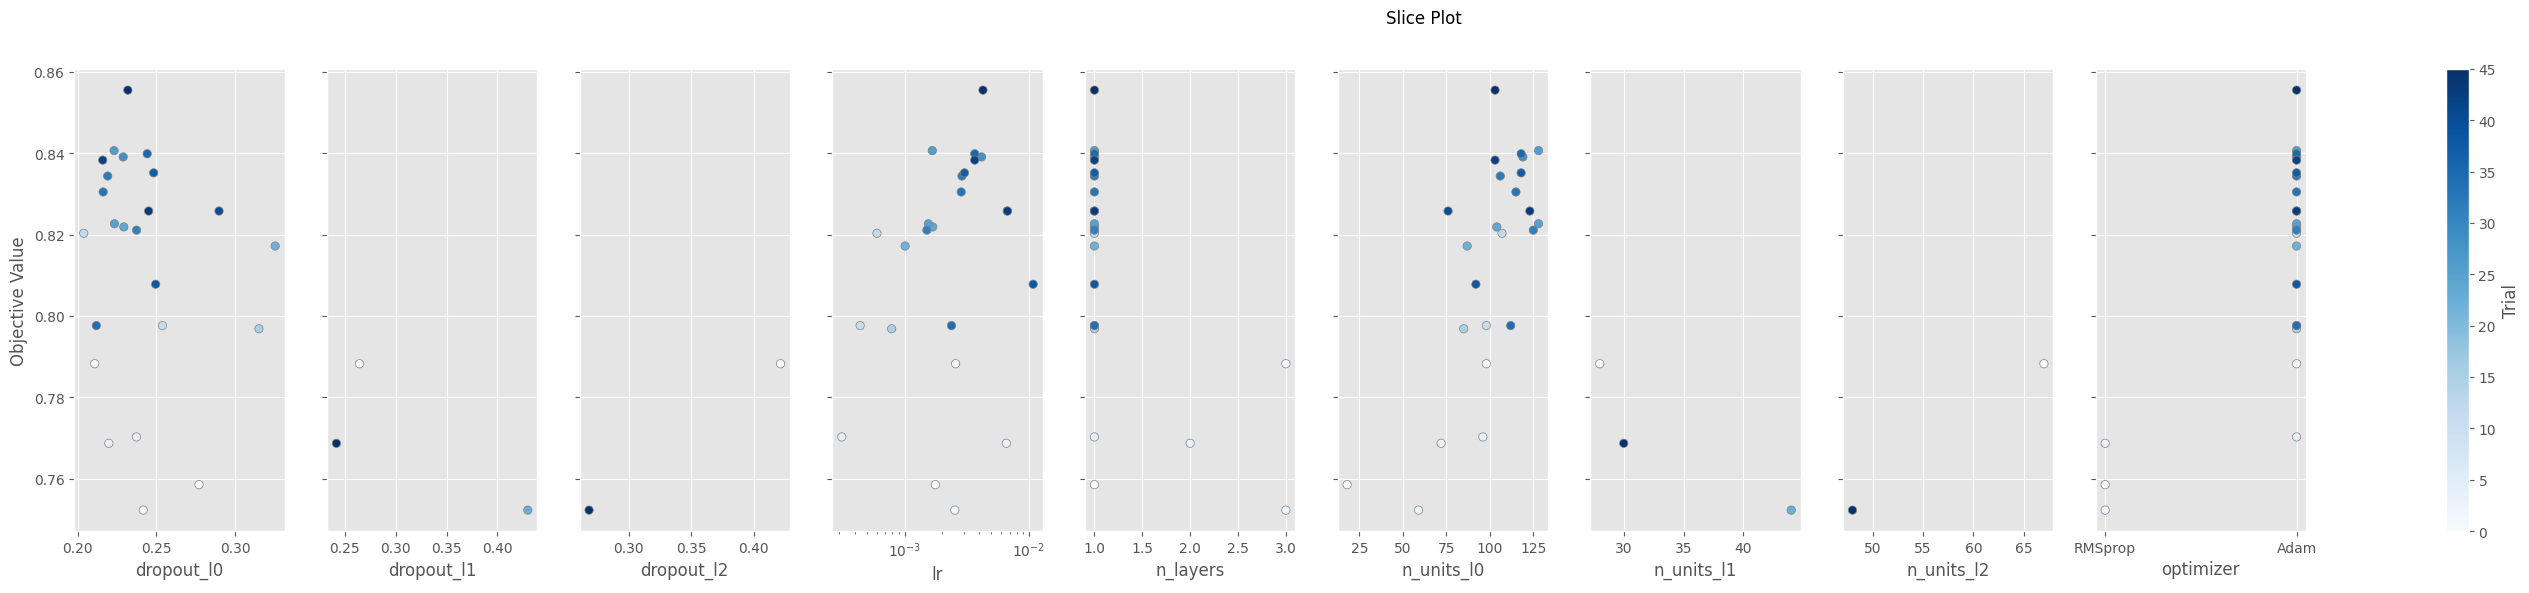 Slice Plot
Objective Value
0.86
0.84
0.82
0.80
0.78
0.76
0.20 0.25 0.30
dropout_l0
0.25 0.30 0.35 0.40
dropout_l1
0.30 0.35 0.40
dropout_l2
10⁻³ 10⁻²
lr
1.0 1.5 2.0 2.5 3.0
n_layers
25 50 75 100 125
n_units_l0
30 35 40
n_units_l1
50 55 60 65
n_units_l2
RMSprop Adam
optimizer
45
40
35
30
25
20
15
10
5
0
Trial